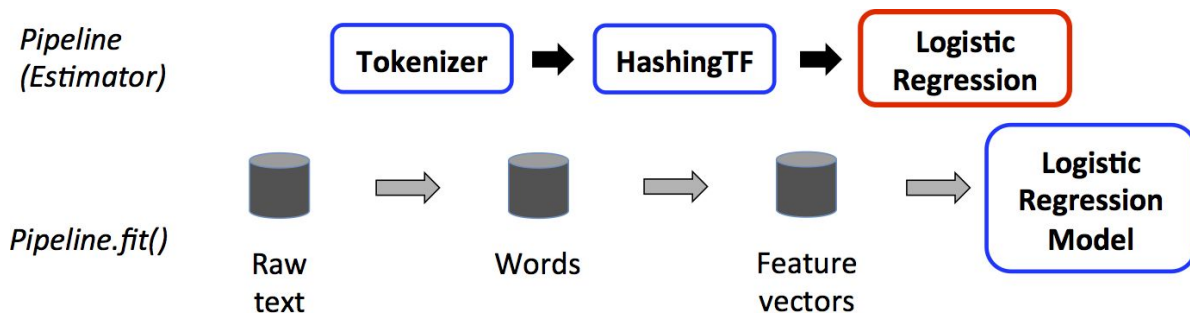 Pipeline
(Estimator)
Tokenizer
HashingTF
Logistic
Regression
Pipeline.fit()
Raw
text
Words
Feature
vectors
Logistic
Regression
Model